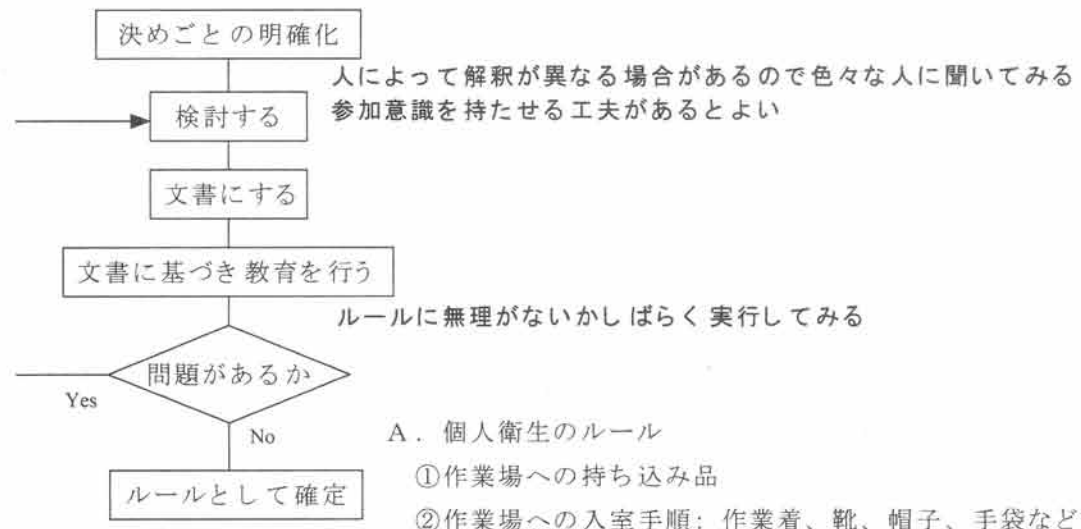 決めごとの明確化
人によって解釈が異なる場合があるので色々な人に聞いてみる
検討する
参加意識を持たせる工夫があるとよい
文書にする
文書に基づき教育を行う
ルールに無理がないかしばらく実行してみる
問題があるか
Yes
No
ルールとして確定
A．個人衛生のルール
①作業場への持ち込み品
②作業場への入室手順：作業着、靴、帽子、手袋など